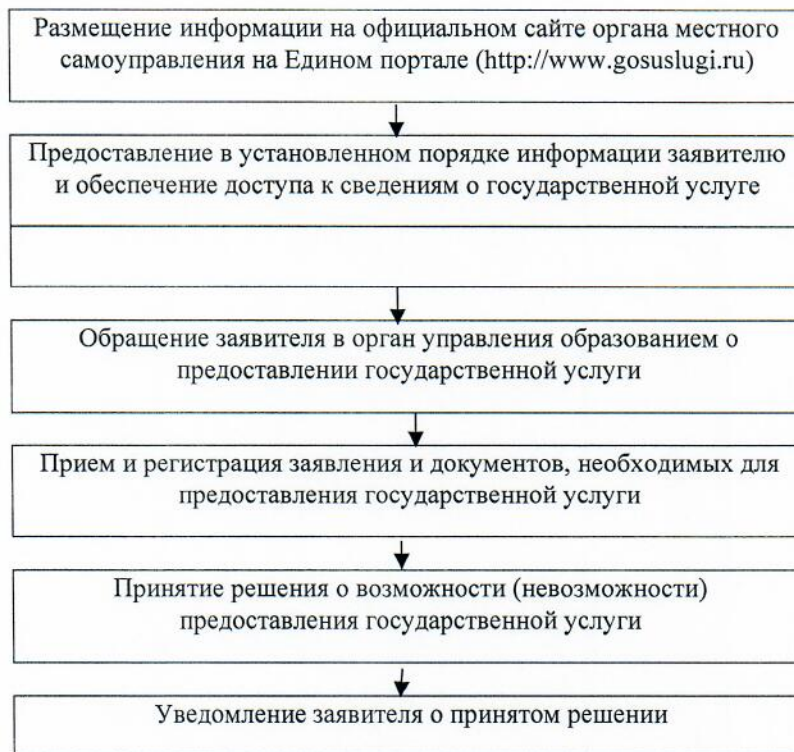 Размещение информации на официальном сайте органа местного
самоуправления на Едином портале (http://www.gosuslugi.ru)
Предоставление в установленном порядке информации заявителю
и обеспечение доступа к сведениям о государственной услуге
Обращение заявителя в орган управления образованием о
предоставлении государственной услуги
Прием и регистрация заявления и документов, необходимых для
предоставления государственной услуги
Принятие решения о возможности (невозможности)
предоставления государственной услуги
Уведомление заявителя о принятом решении